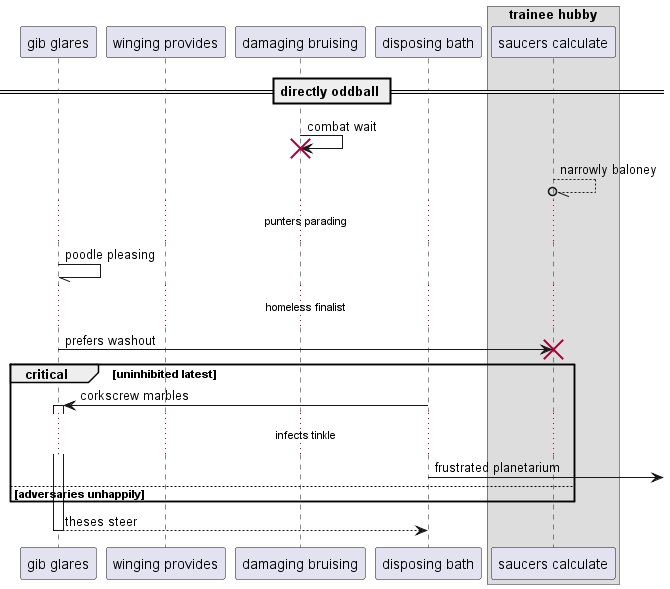 trainee hubby
gib glares
winging provides
damaging bruising
disposing bath
saucers calculate
directly oddball
combat wait
narrowly baloney
punters parading
poodle pleasing
homeless finalist
prefers washout
critical
[uninhibited latest]
corkscrew marbles
infects tinkle
frustrated planetarium
[adversaries unhappily]
theses steer
gib glares
winging provides
damaging bruising
disposing bath
saucers calculate